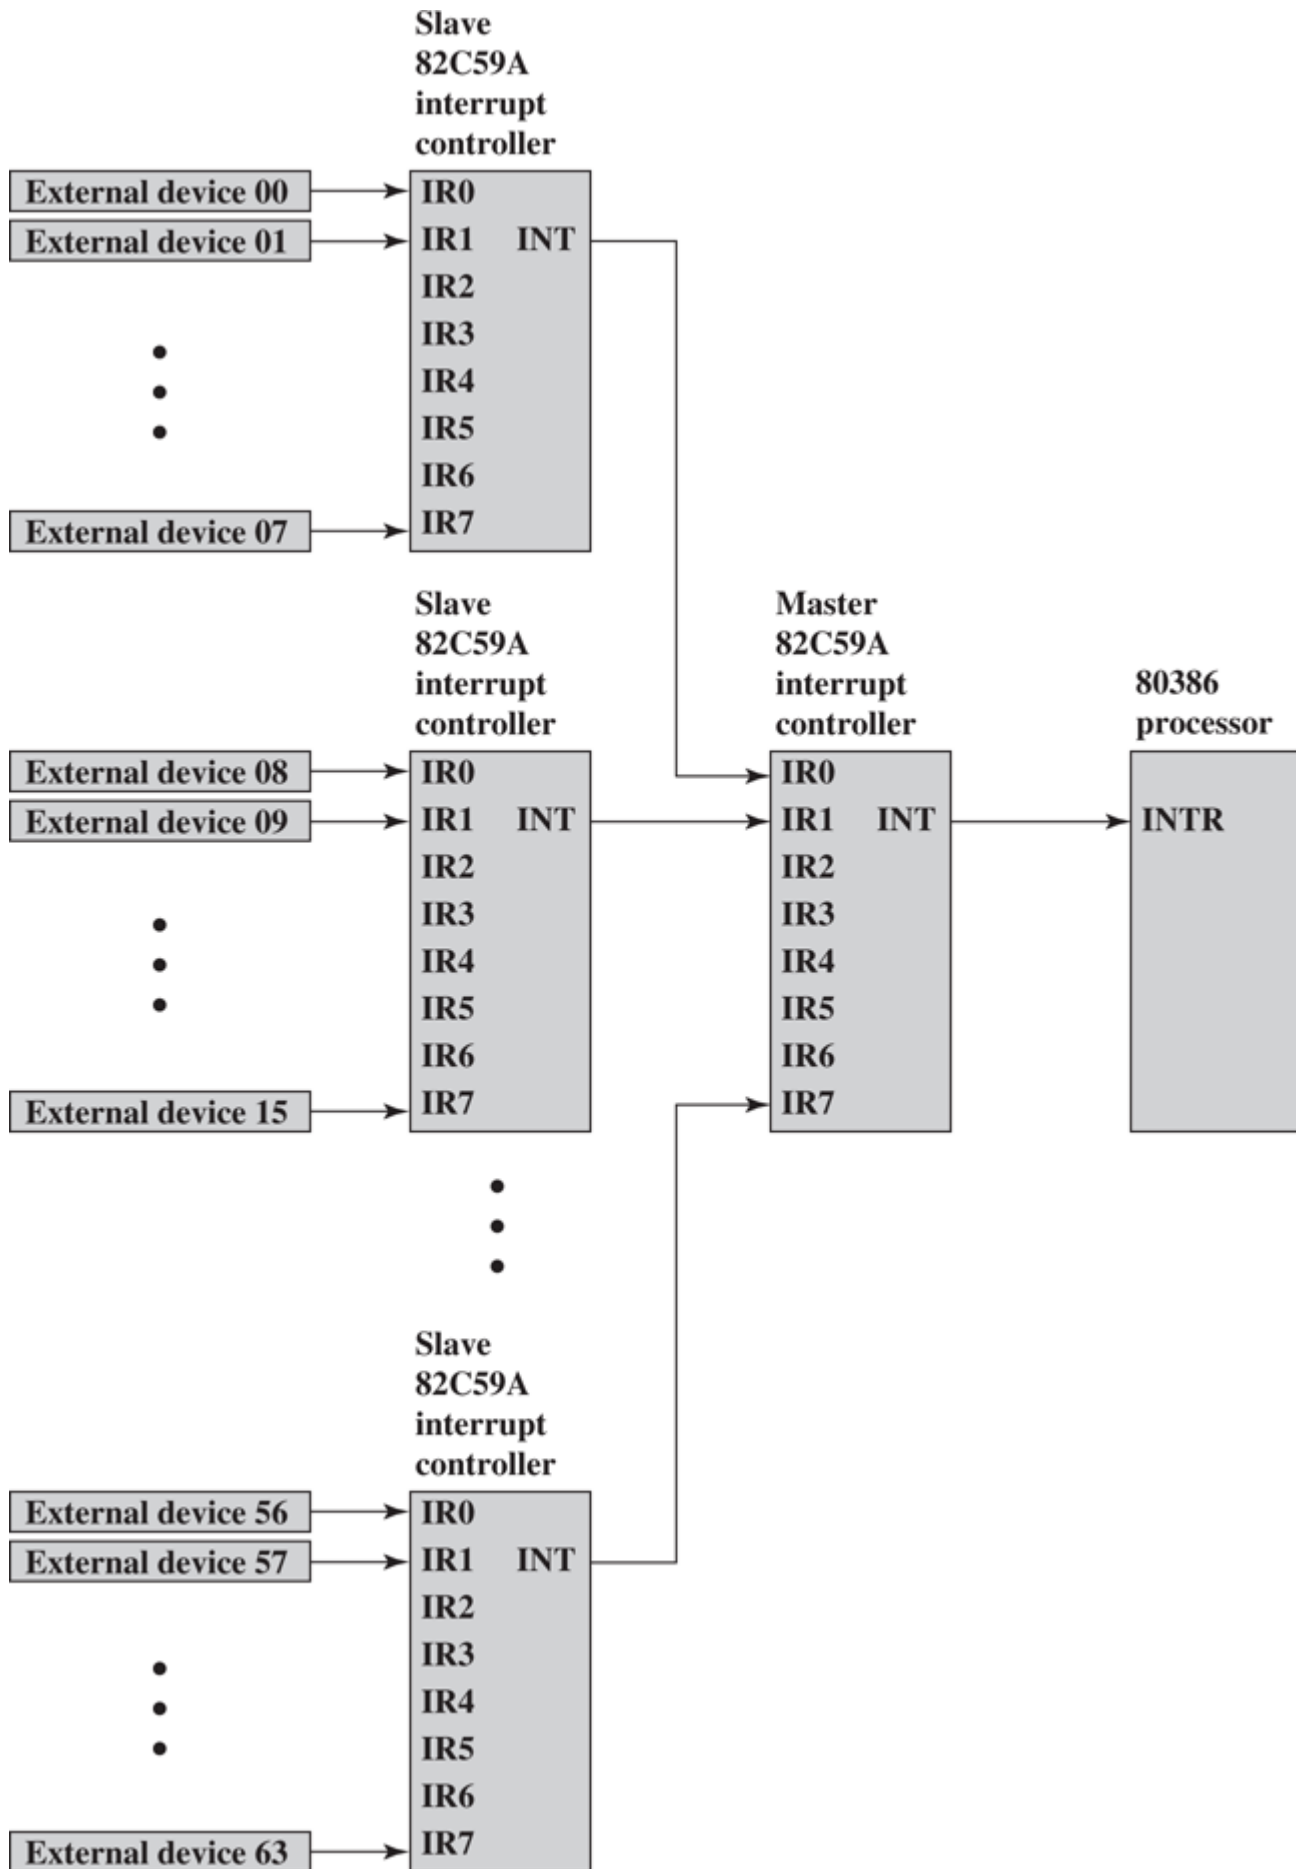 Slave
82C59A
interrupt
controller
External device 00
IR0
External device 01
IR1 INT
IR2
IR3
IR4
IR5
IR6
External device 07
IR7
Slave
82C59A
interrupt
controller
Master
82C59A
interrupt
controller
80386
processor
External device 08
IR0
IR0
External device 09
IR1 INT
IR1 INT
INTR
IR2
IR2
IR3
IR3
IR4
IR4
IR5
IR5
IR6
IR6
External device 15
IR7
IR7
Slave
82C59A
interrupt
controller
External device 56
IR0
External device 57
IR1 INT
IR2
IR3
IR4
IR5
IR6
External device 63
IR7